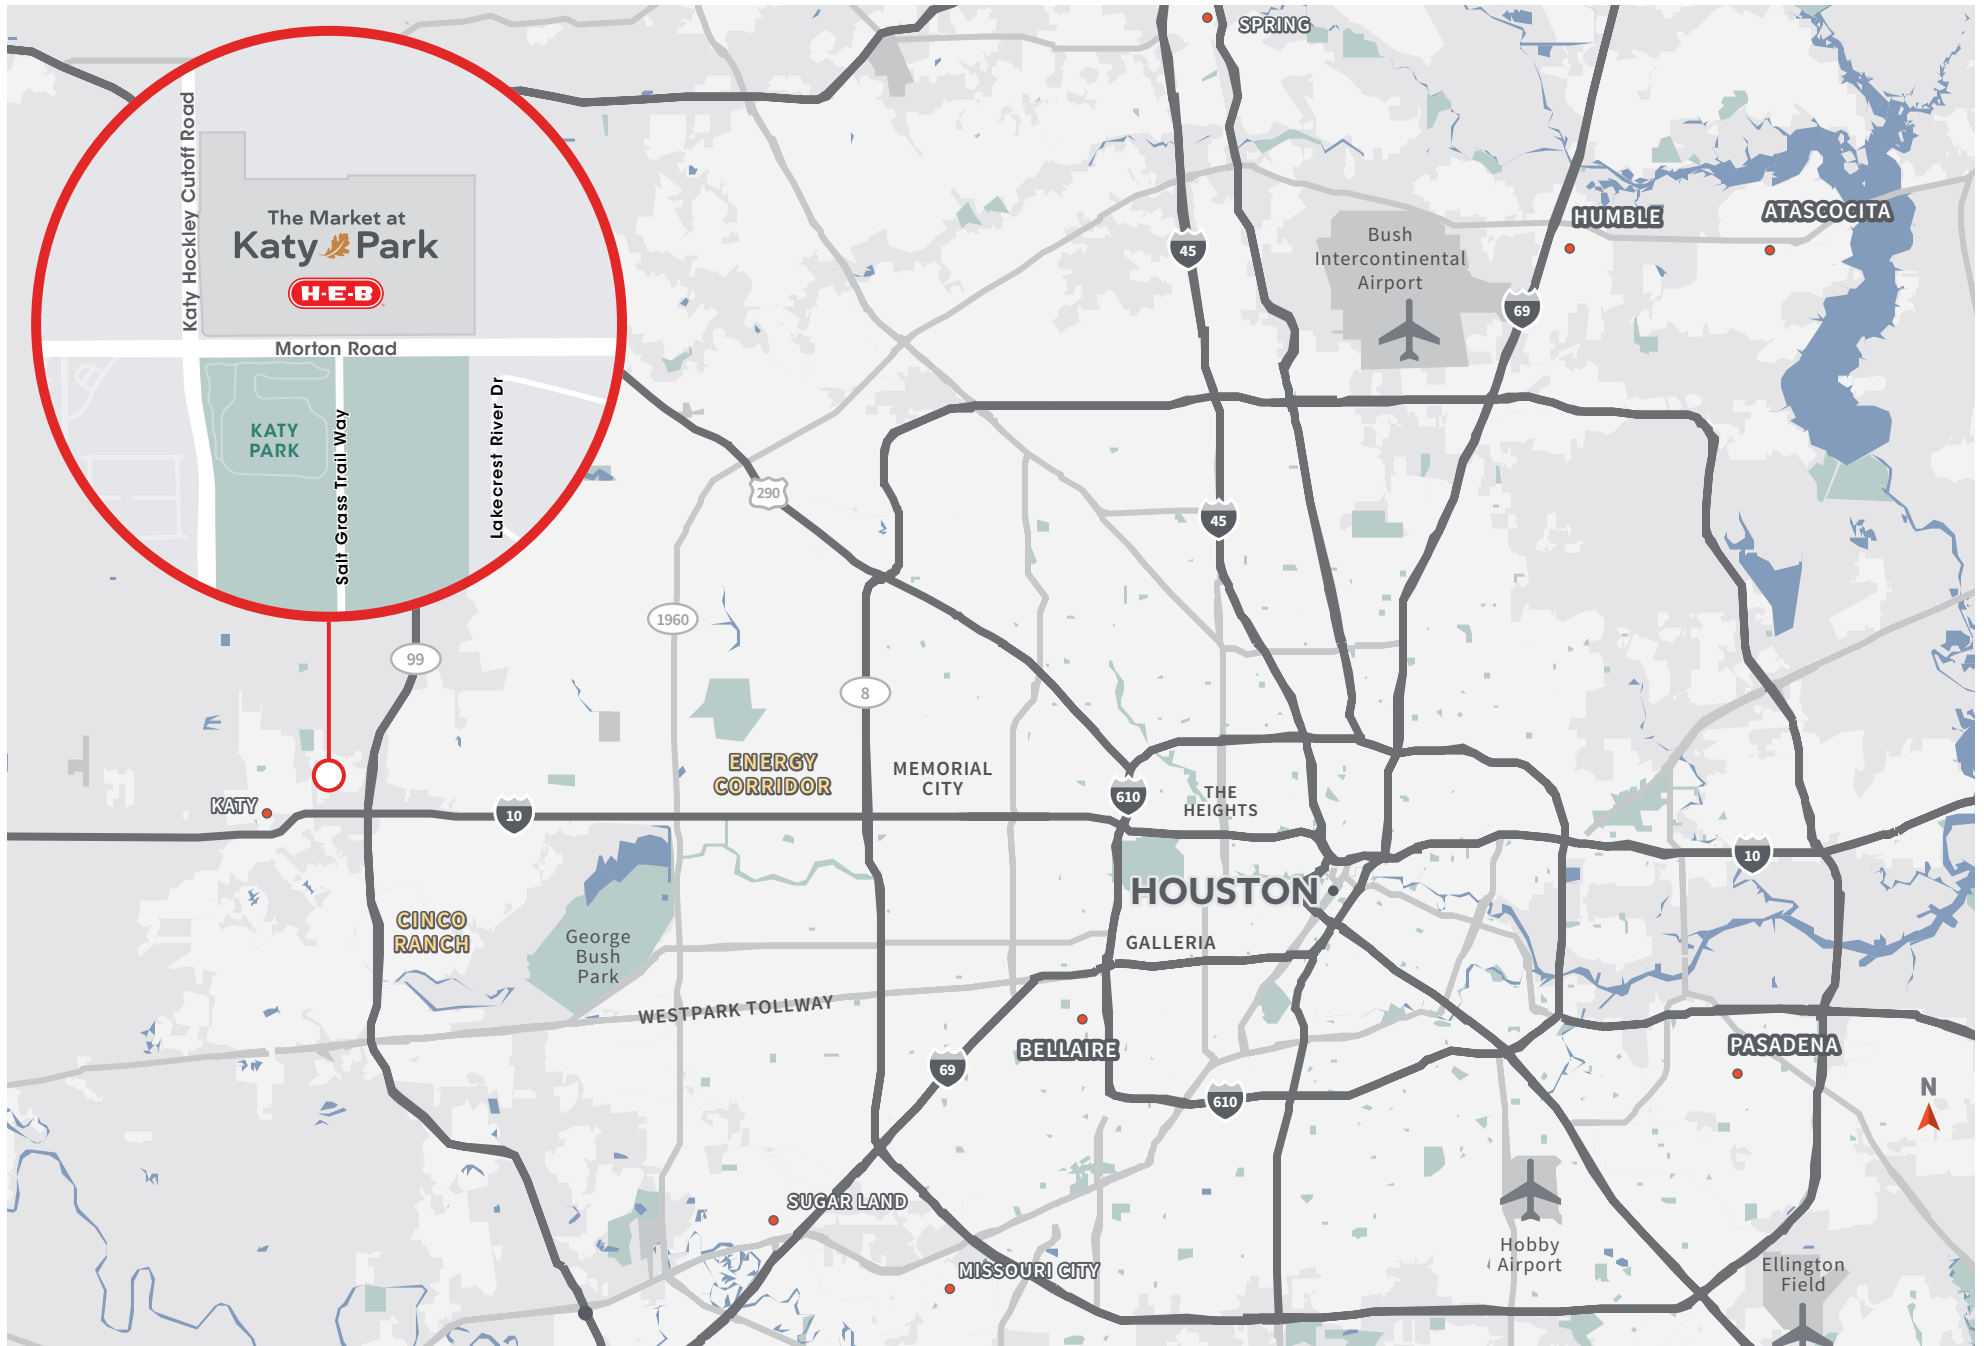 SPRING
Katy Hockley Cutoff Road
The Market at
Katy Park
H-E-B
Morton Road
KATY
PARK
Salt Grass Trail Way
Lakecrest River Dr
HUMBLE
ATASCOCITA
Bush
Intercontinental
Airport
45
69
290
45
1960
99
8
ENERGY
CORRIDOR
MEMORIAL
CITY
610
THE
HEIGHTS
KATY
10
10
HOUSTON
CINCO
RANCH
George
Bush
Park
GALLERIA
WESTPARK TOLLWAY
BELLAIRE
PASADENA
69
610
N
SUGAR LAND
MISSOURI CITY
Hobby
Airport
Ellington
Field